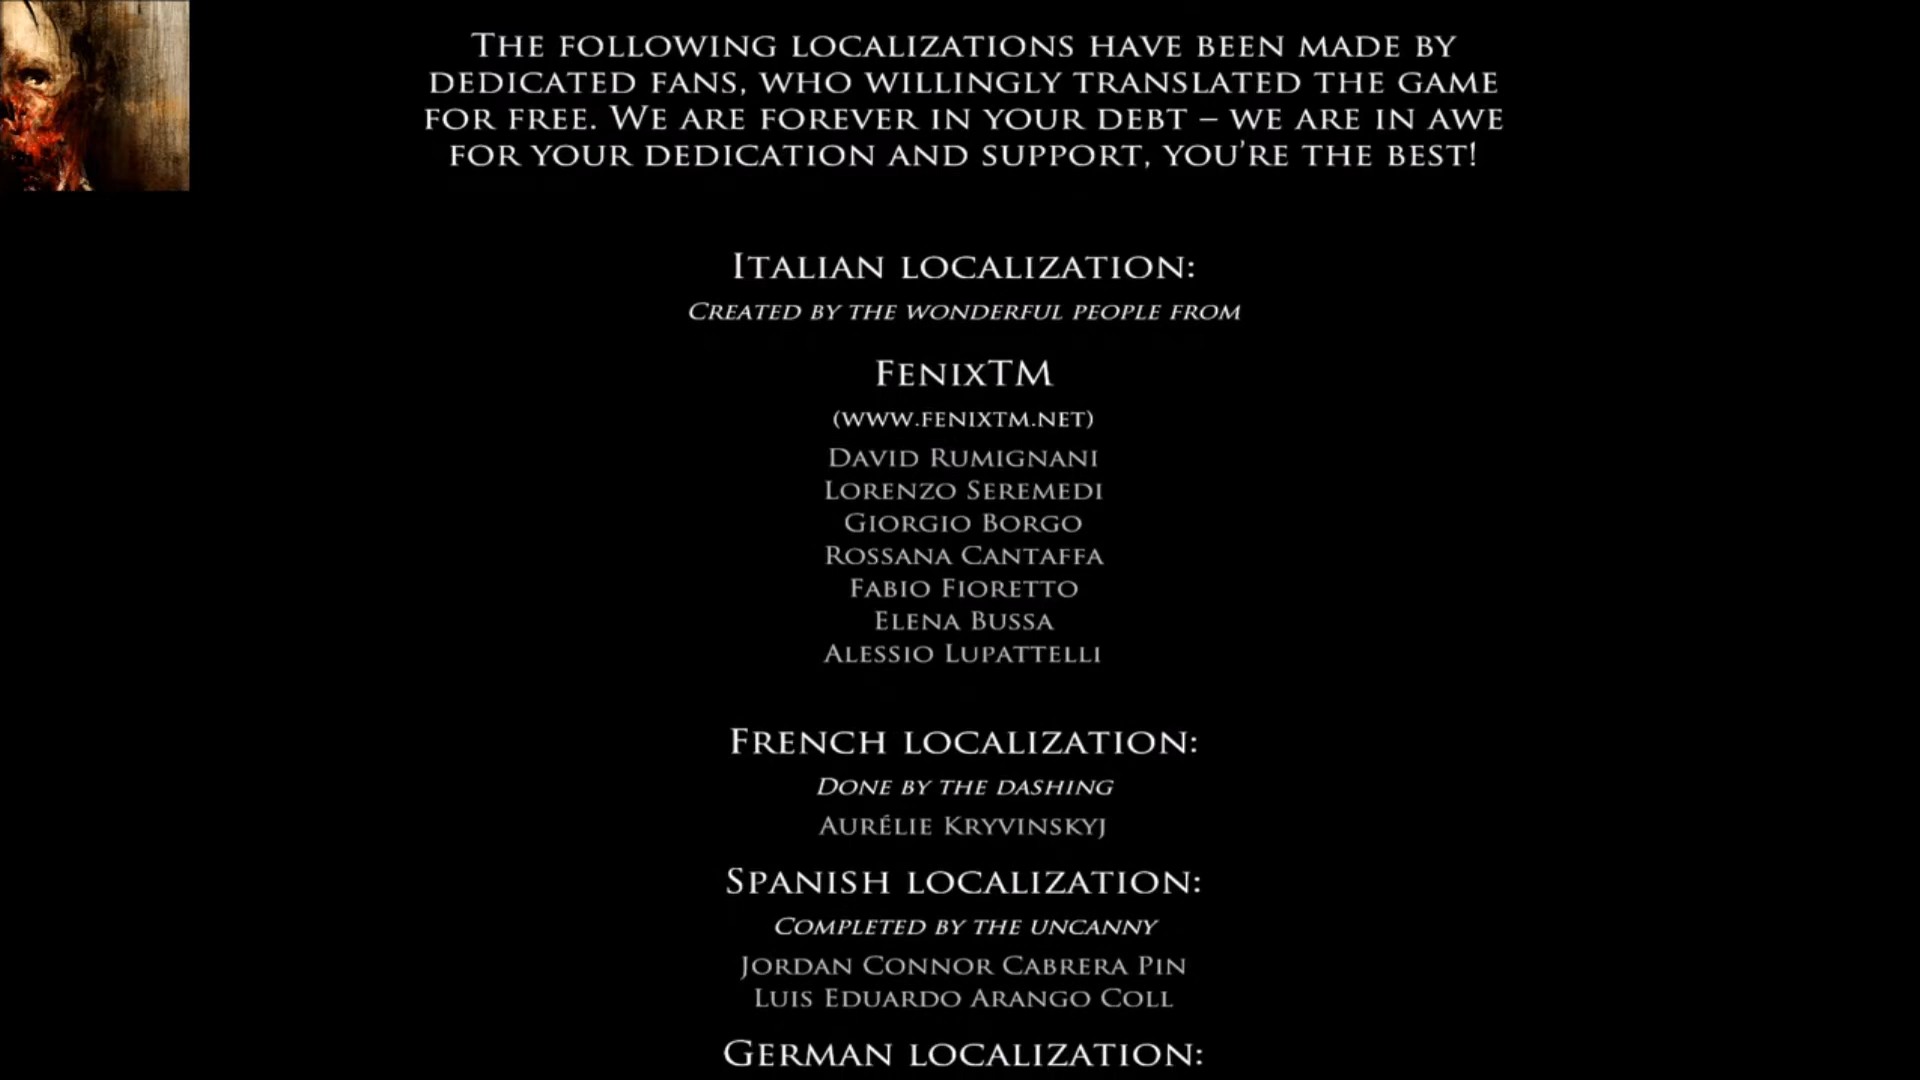 The following localizations have been made by
dedicated fans, who willingly translated the game
for free. We are forever in your debt – we are in awe
for your dedication and support, you're the best!
Italian localization:
Created by the wonderful people from
FenixTM
(www.fenixtm.net)
David Rumignani
Lorenzo Seremedi
Giorgio Borgo
Rossana Cantaffa
Fabio Fioretto
Elena Bussa
Alessio Lupattelli
French localization:
Done by the dashing
Aurélie Kryvinskyj
Spanish localization:
Completed by the uncanny
Jordan Connor Cabrera Pin
Luis Eduardo Arango Coll
German localization: